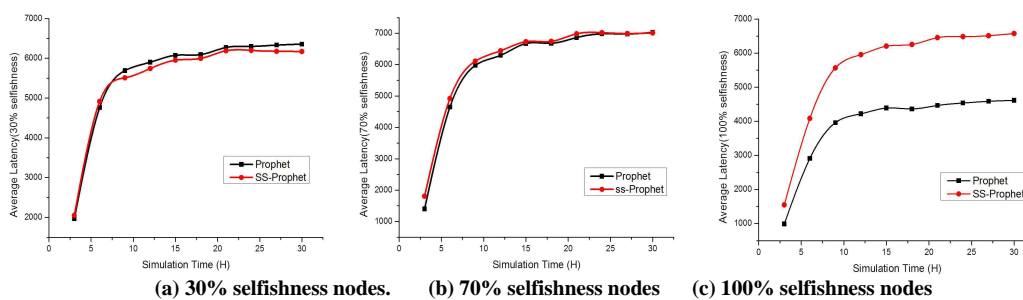 7000
6000
5000
4000
3000
2000
Average Latency(30% selfishness)
Prophet
SS-Prophet
0 5 10 15 20 25 30
Simulation Time (H)
7000
6000
5000
4000
3000
2000
1000
Average Latency(70% selfishness)
Prophet
ss-Prophet
0 5 10 15 20 25 30
Simulation Time (H)
7000
6000
5000
4000
3000
2000
1000
Average Latency(100% selfishness)
Prophet
SS-Prophet
0 5 10 15 20 25 30
Simulation Time (H)
(a) 30% selfishness nodes. (b) 70% selfishness nodes (c) 100% selfishness nodes